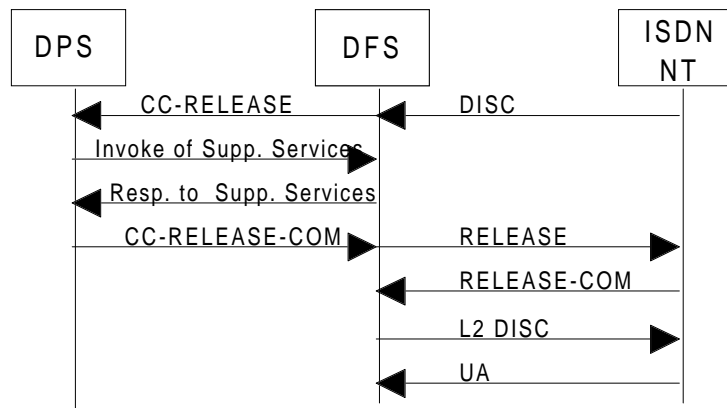 DPS
DFS
ISDN
NT
CC-RELEASE
DISC
Invoke of Supp. Services
Resp. to Supp. Services
CC-RELEASE-COM
RELEASE
RELEASE-COM
L2 DISC
UA